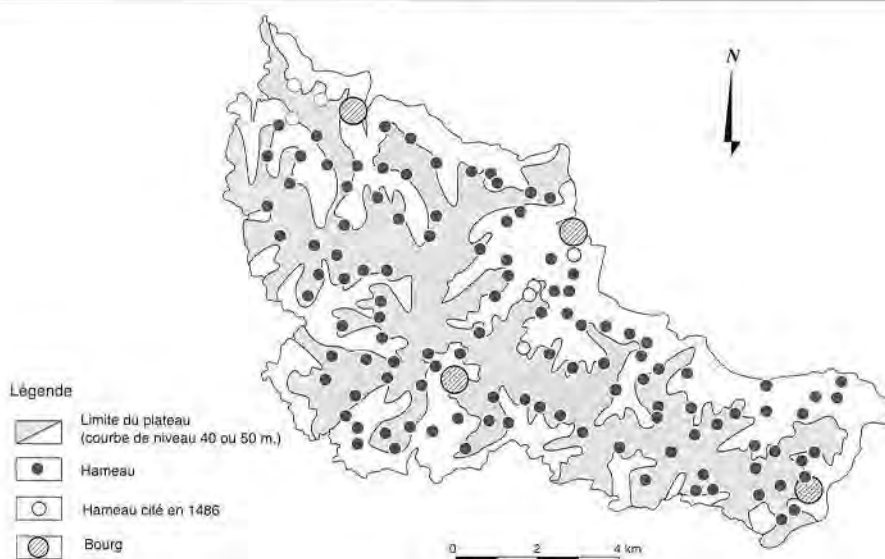 N
Légende
Limite du plateau
(courbe de niveau 40 ou 50 m.)
Hameau
Hameau cité en 1486
Bourg
0 2 4 km